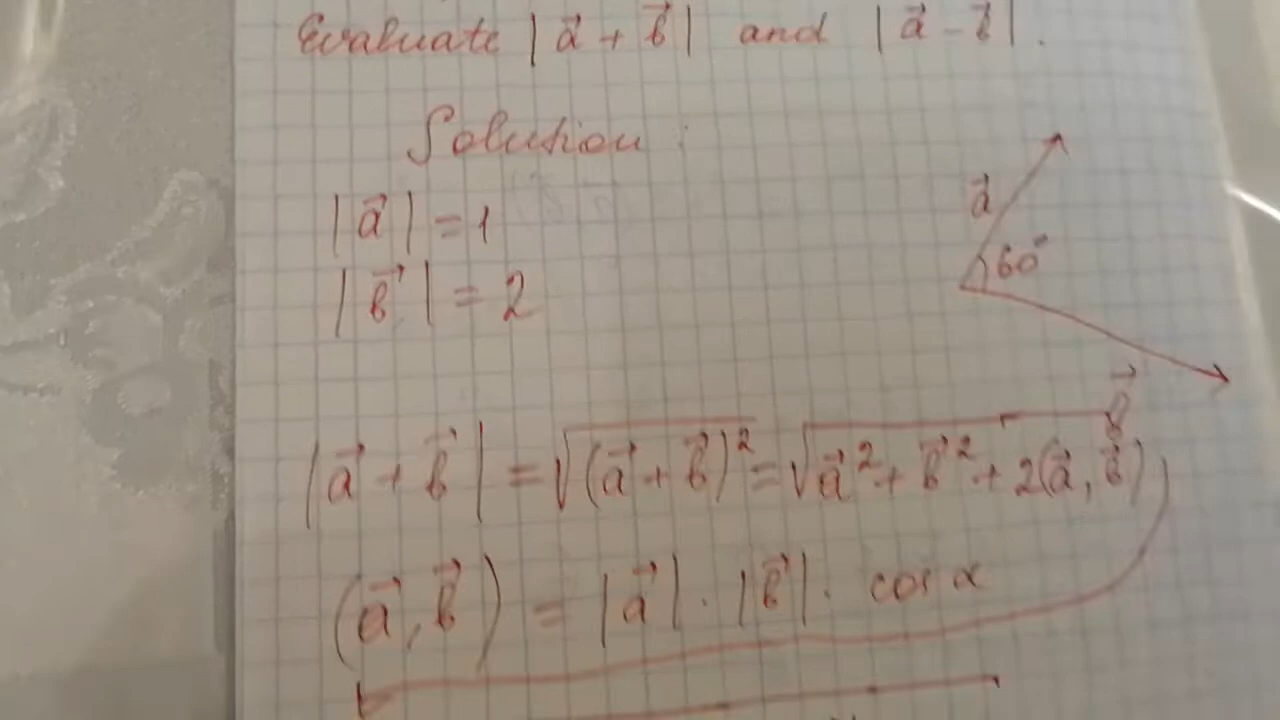 Evaluate |a⃗ + b⃗| and |a⃗ - b⃗|.
Solution:
|a⃗| = 1
|b⃗| = 2
a⃗
60°
b⃗
|a⃗ + b⃗| = √(a⃗ + b⃗)² = √a⃗² + b⃗² + 2(a⃗, b⃗)
(a⃗, b⃗) = |a⃗| · |b⃗| · cos α